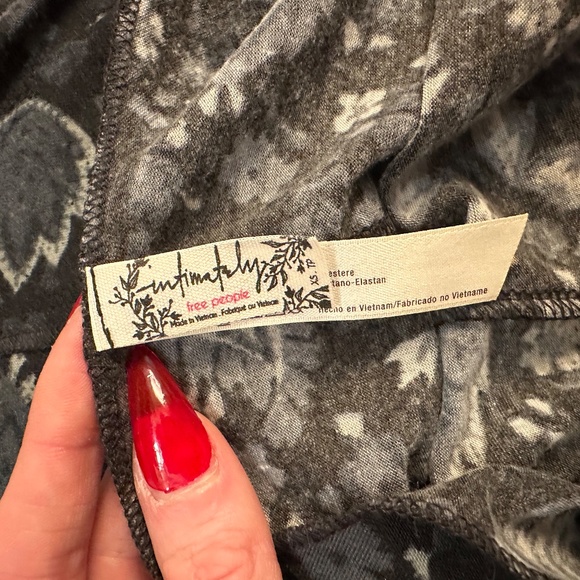 intimately
free people
Made in Vietnam . Fabriqué au Vietnam
XS . TP
estere
tano-Elastan
Hecho en Vietnam/Fabricado no Vietname